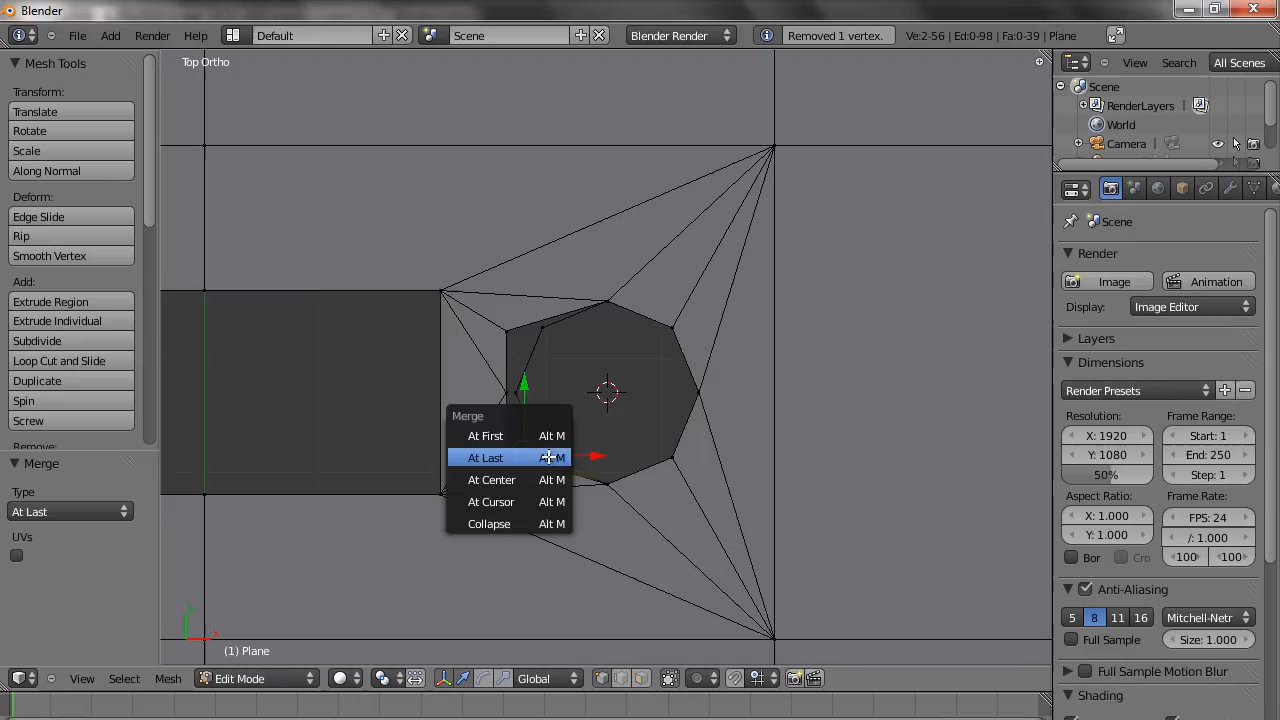 Blender
File Add Render Help Default Scene Blender Render Removed 1 vertex. Ve:2-56 | Ed:0-98 | Fa:0-39 | Plane
Mesh Tools
Transform:
Translate
Rotate
Scale
Along Normal
Deform:
Edge Slide
Rip
Smooth Vertex
Add:
Extrude Region
Extrude Individual
Subdivide
Loop Cut and Slide
Duplicate
Spin
Screw
Merge
Type
At Last
UVs
Top Ortho
Merge
At First Alt M
At Last
At Center Alt M
At Cursor Alt M
Collapse Alt M
y
x
(1) Plane
View Select Mesh Edit Mode Global
View Search All Scenes
Scene
RenderLayers
World
Camera
Scene
Render
Image Animation
Display: Image Editor
Layers
Dimensions
Render Presets
Resolution: Frame Range:
X: 1920 Start: 1
Y: 1080 End: 250
50% Step: 1
Aspect Ratio: Frame Rate:
X: 1.000 FPS: 24
Y: 1.000 /: 1.000
Bor Cro 100 100
Anti-Aliasing
5 8 11 16 Mitchell-Netr
Full Sample Size: 1.000
Full Sample Motion Blur
Shading